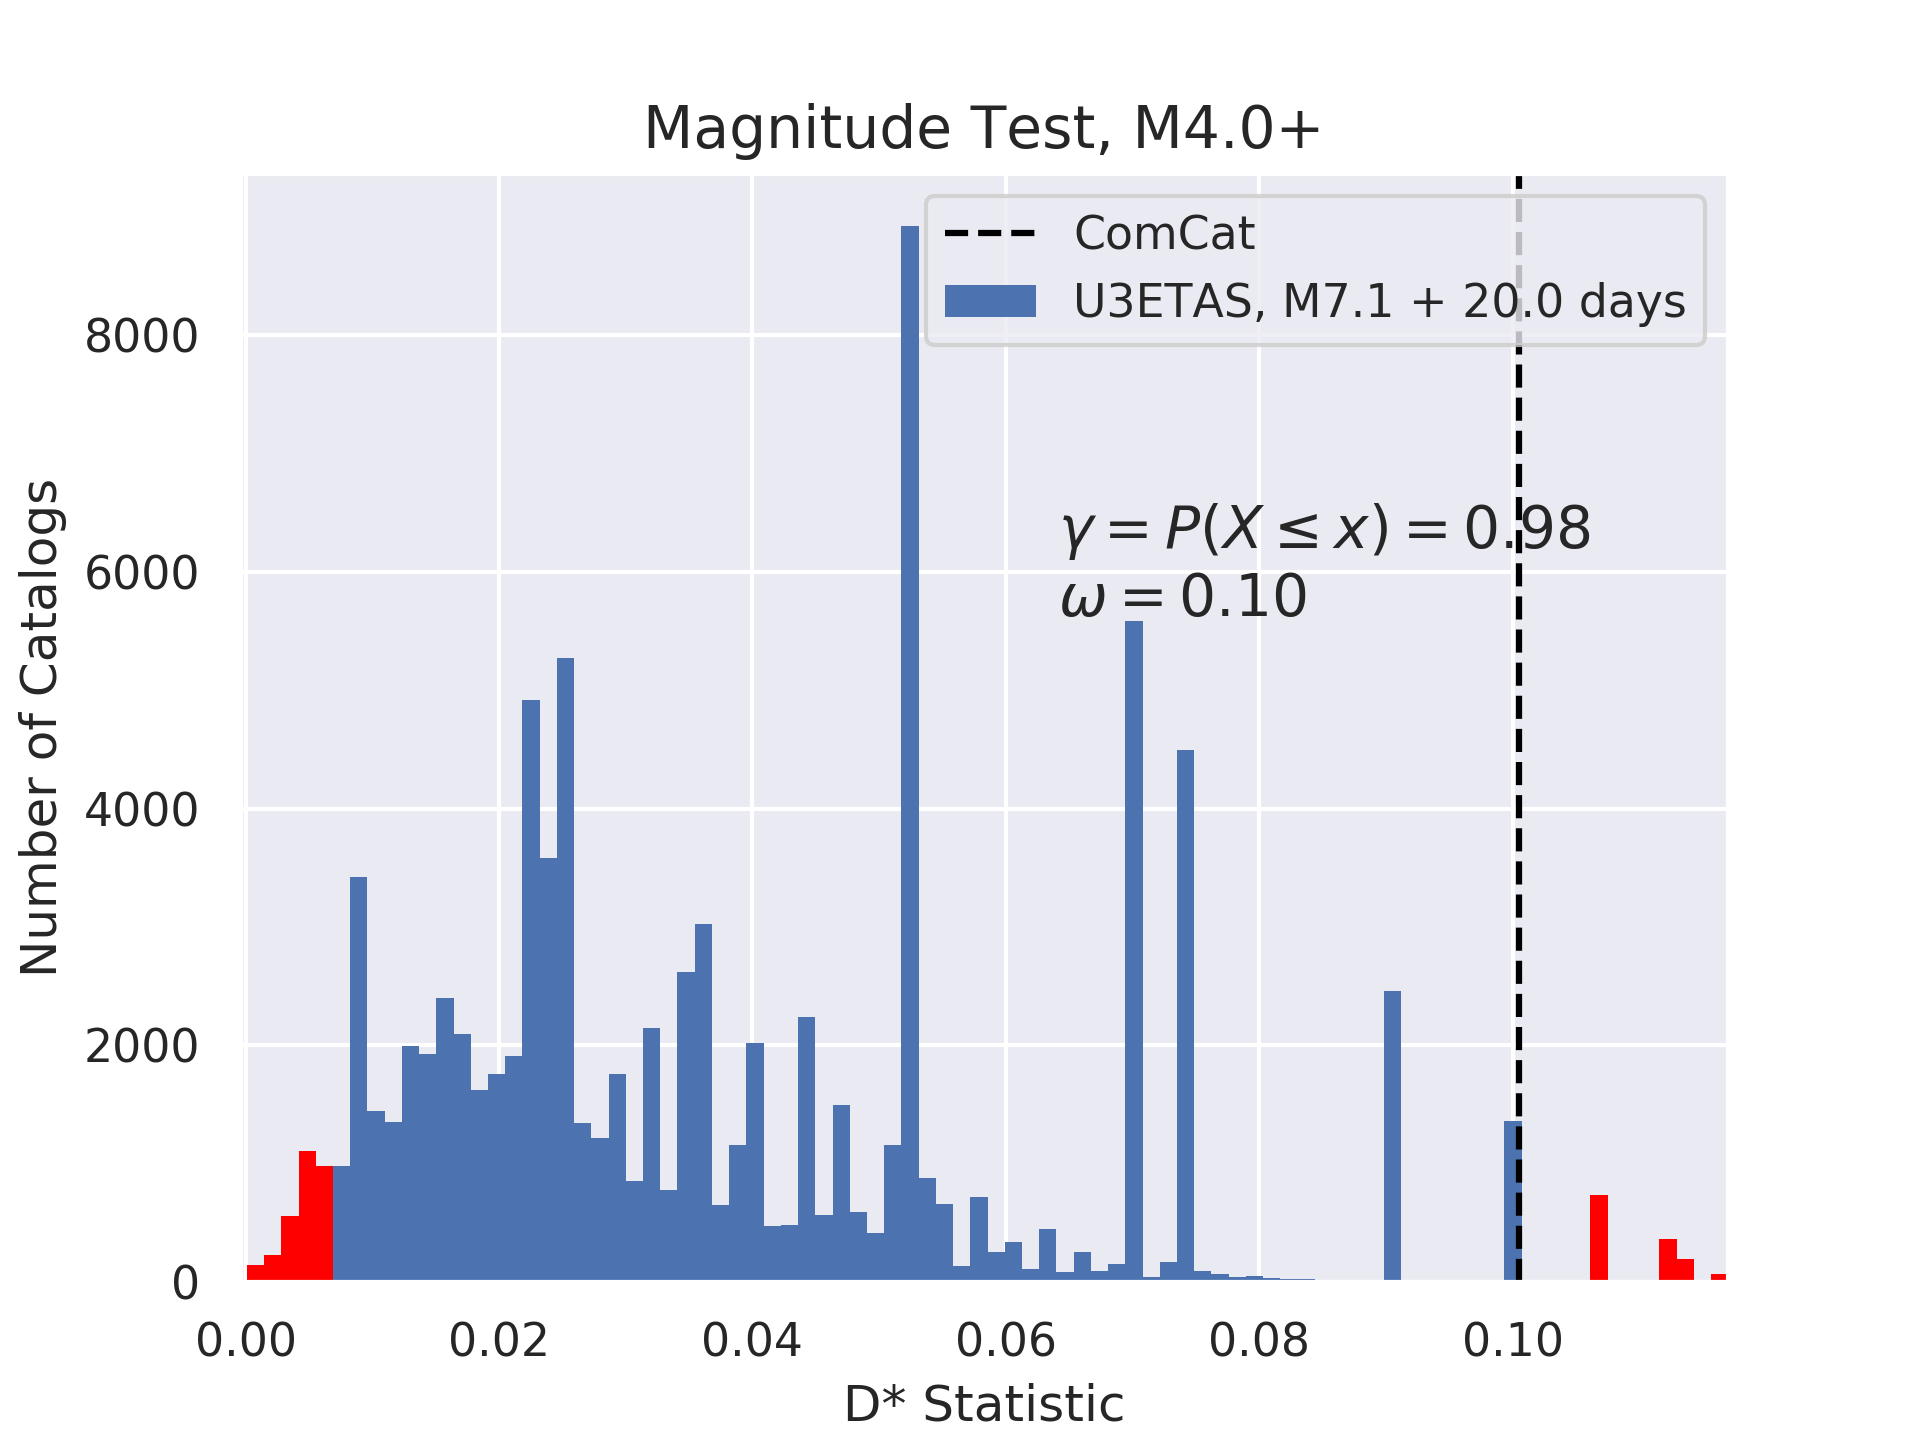 Magnitude Test, M4.0+
ComCat
U3ETAS, M7.1 + 20.0 days
γ = P(X ≤ x) = 0.98
ω = 0.10
Number of Catalogs
8000
6000
4000
2000
0
0.00 0.02 0.04 0.06 0.08 0.10
D* Statistic